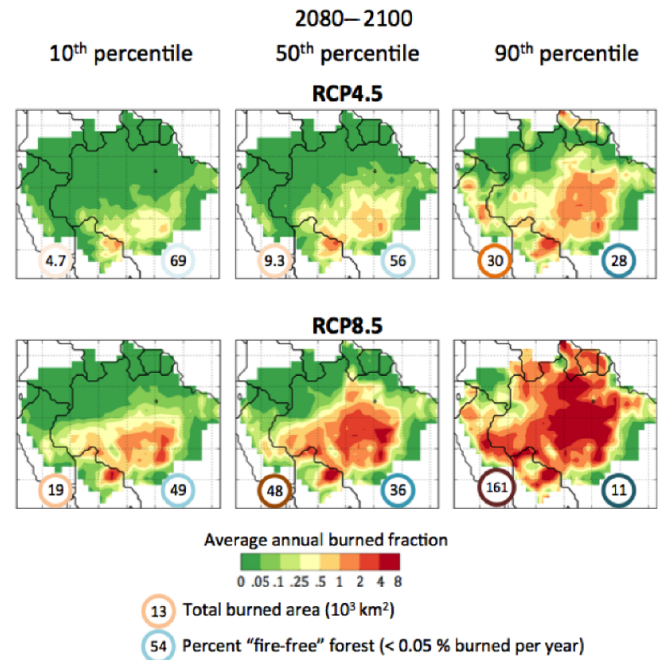 2080–2100
10th percentile 50th percentile 90th percentile
RCP4.5
4.7 69 9.3 56 30 28
RCP8.5
19 49 48 36 161 11
Average annual burned fraction
0 .05 .1 .25 .5 1 2 4 8
13 Total burned area (10³ km²)
54 Percent “fire-free” forest (< 0.05 % burned per year)